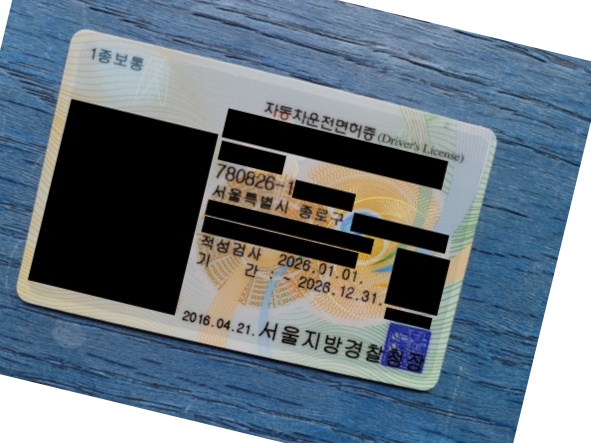 1종보통
자동차운전면허증 (Driver's License)
780826-1
서울특별시 종로구
적성검사 2026.01.01.
기 간 : 2026.12.31.
2016.04.21. 서울지방경찰청장